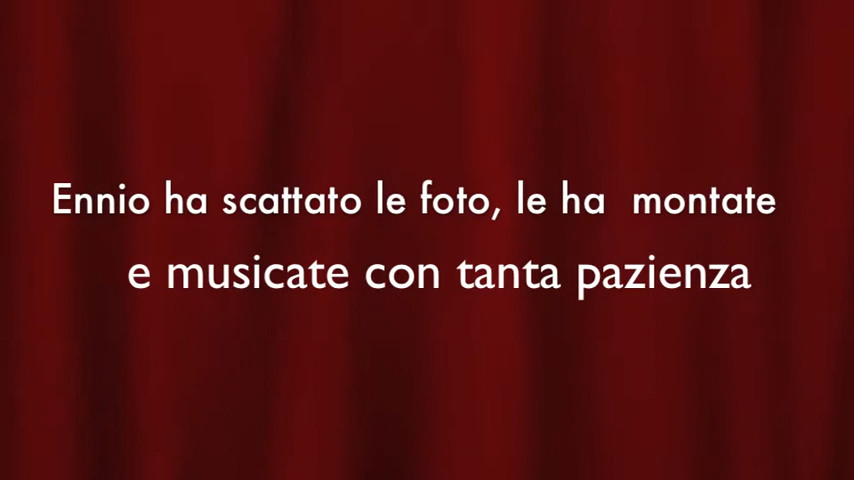 Ennio ha scattato le foto, le ha  montate
e musicate con tanta pazienza